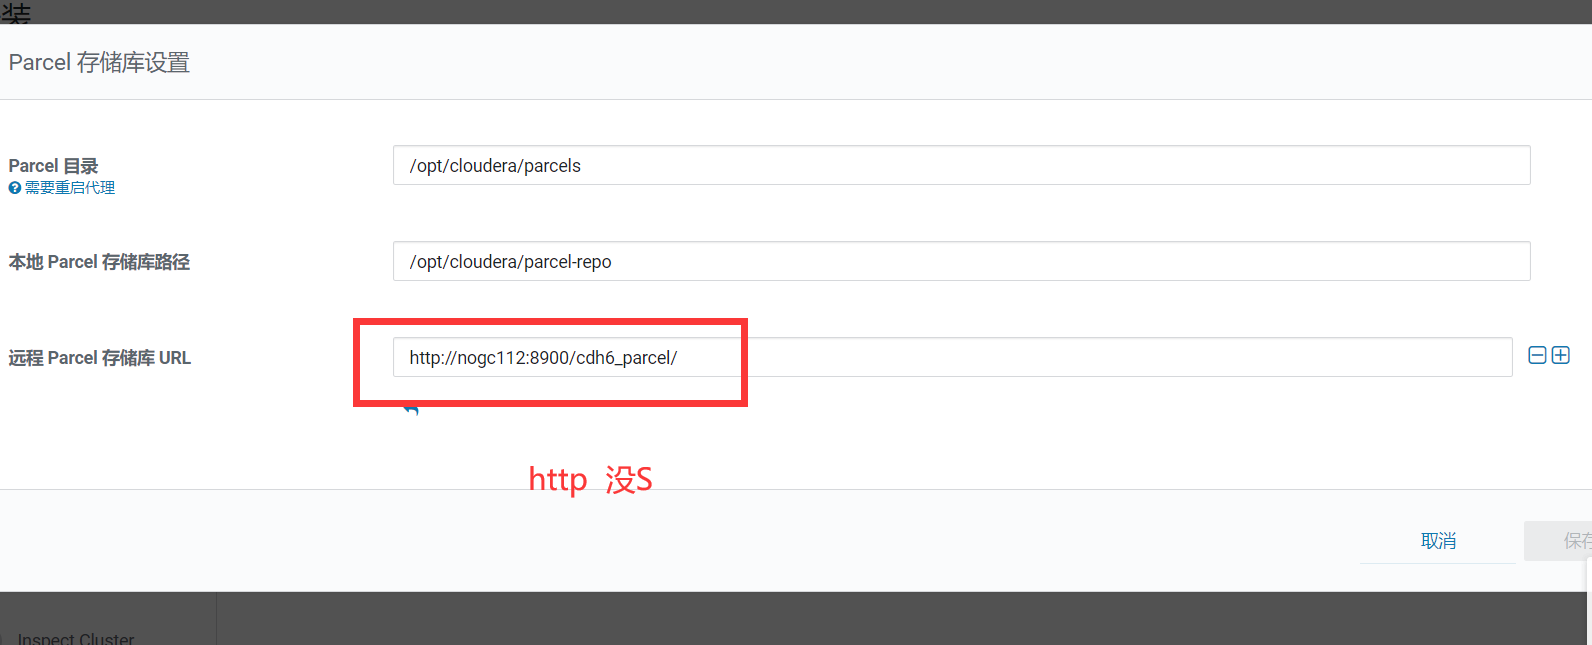 装
Parcel 存储库设置
Parcel 目录
/opt/cloudera/parcels
需要重启代理
本地 Parcel 存储库路径
/opt/cloudera/parcel-repo
远程 Parcel 存储库 URL
http://nogc112:8900/cdh6_parcel/
http 没S
取消
保存
Inspect Cluster